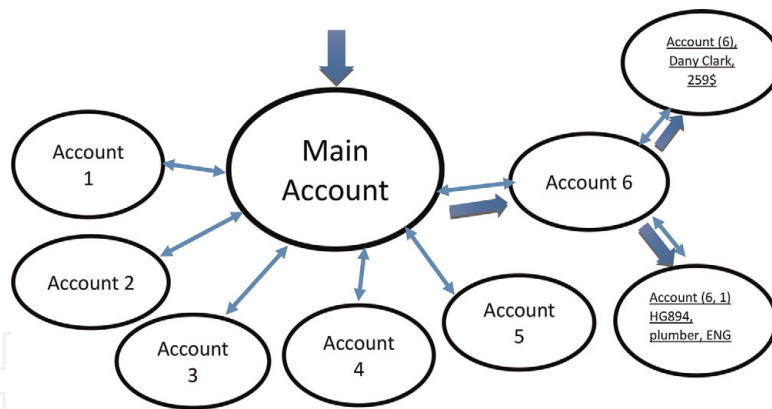 Main
Account
Account
1
Account 2
Account
3
Account
4
Account
5
Account 6
Account (6),
Dany Clark,
259$
Account (6, 1)
HG894,
plumber, ENG